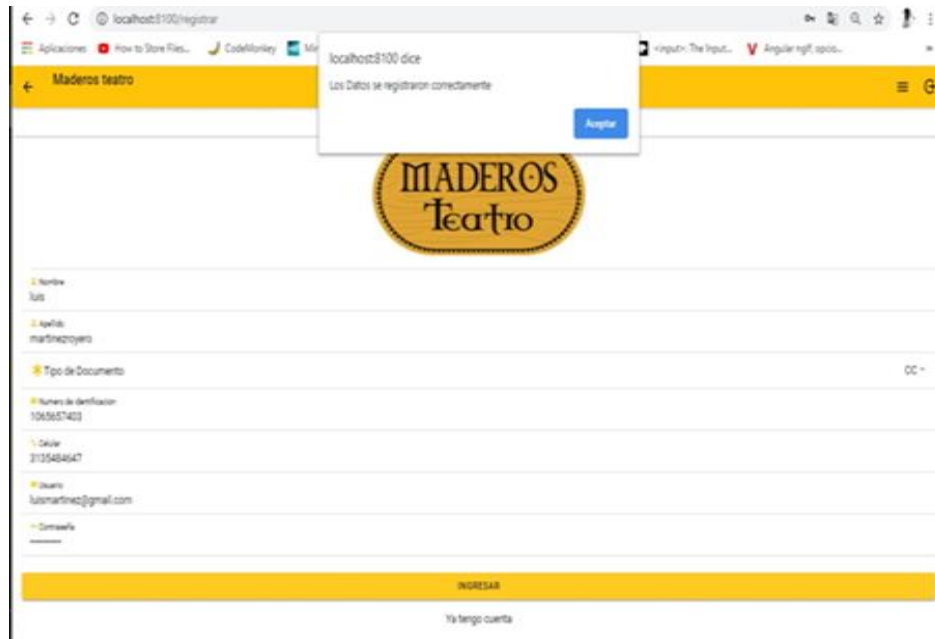 localhost:8100/registrar
Aplicaciones
How to Store Files...
CodeMonkey
<input>: The Input...
Angular ngIf, opcio...
localhost:8100 dice
Los Datos se registraron correctamente
Aceptar
Maderos teatro
MADEROS
Teatro
Nombre
luis
Apellido
martinezroyero
Tipo de Documento
CC
Numero de identificacion
1065657403
Celular
3135484647
Usuario
luismartinez@gmail.com
Contraseña
INGRESAR
Ya tengo cuenta